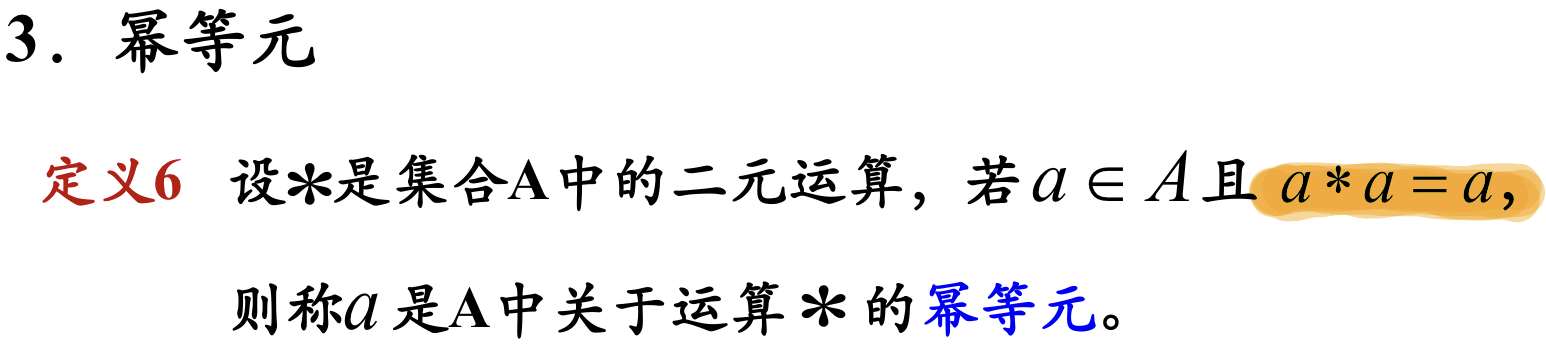 3．幂等元
定义6 设*是集合A中的二元运算，若a ∈ A且 a * a = a，
则称a是A中关于运算 * 的幂等元。